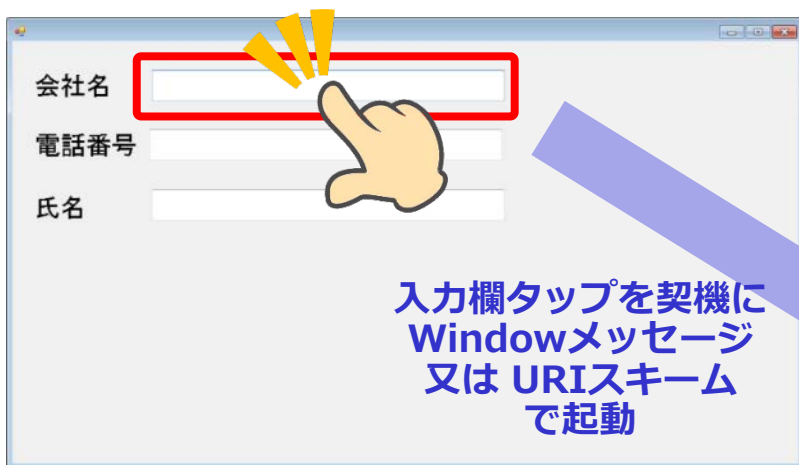 会社名
電話番号
氏名
入力欄タップを契機に
Windowメッセージ
又は URIスキーム
で起動